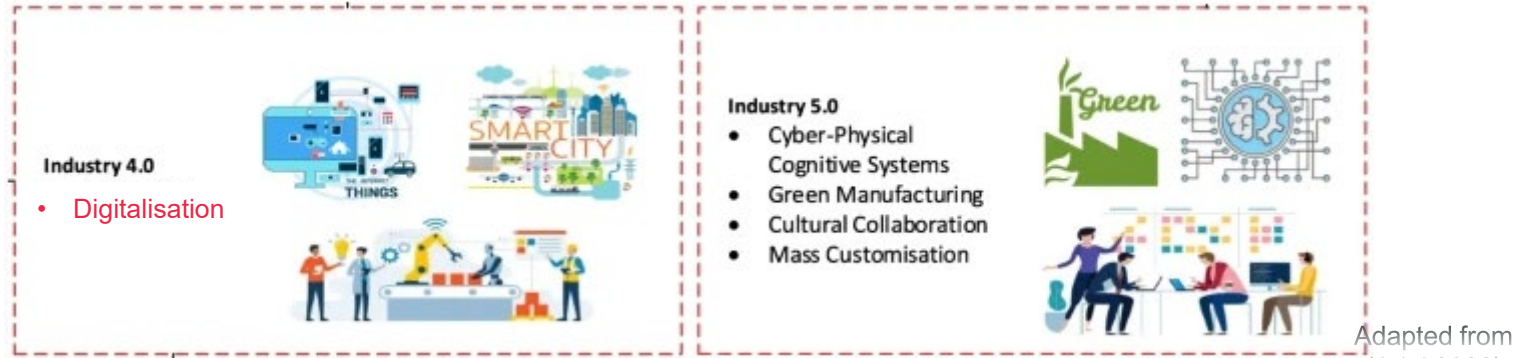 Industry 4.0
• Digitalisation
THE INTERNET
THINGS
SMART
CITY
Industry 5.0
• Cyber-Physical
Cognitive Systems
• Green Manufacturing
• Cultural Collaboration
• Mass Customisation
Green
Adapted from